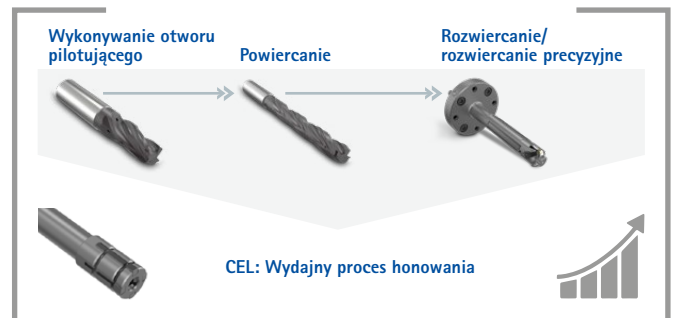 Wykonywanie otworu
pilotującego
Powiercanie
Rozwiercanie/
rozwiercanie precyzyjne
CEL: Wydajny proces honowania